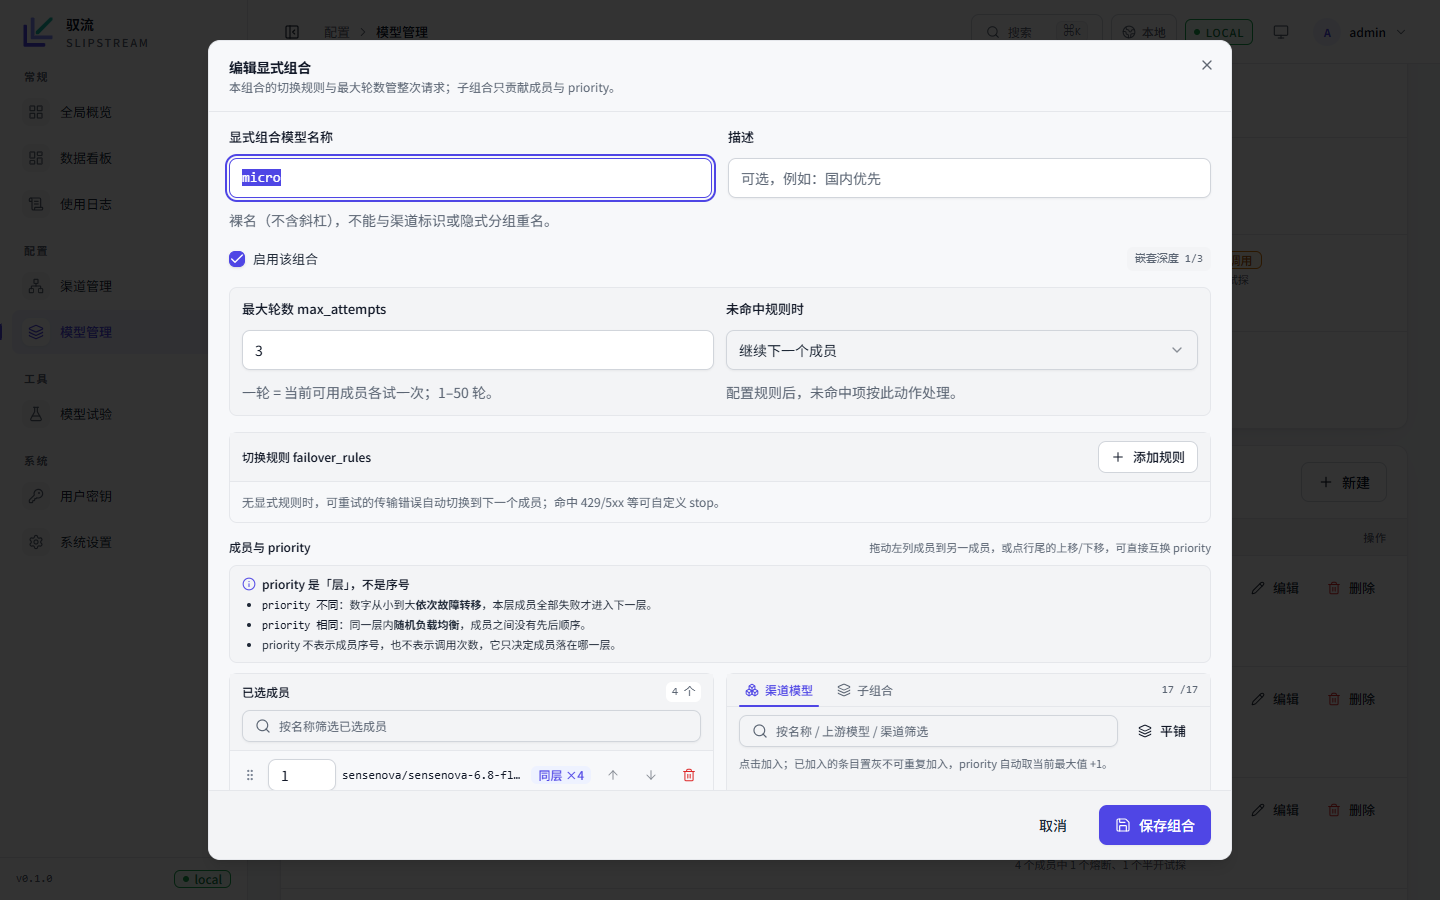 驭流
SLIPSTREAM
常规
全局概览
数据看板
使用日志
配置
渠道管理
模型管理
工具
模型试验
系统
用户密钥
系统设置
v0.1.0
local
配置
模型管理
搜索
⌘K
本地
LOCAL
A
admin
编辑显式组合
本组合的切换规则与最大轮数管整次请求；子组合只贡献成员与 priority。
显式组合模型名称
描述
micro
可选，例如：国内优先
裸名（不含斜杠），不能与渠道标识或隐式分组重名。
启用该组合
嵌套深度 1/3
最大轮数 max_attempts
未命中规则时
3
继续下一个成员
一轮 = 当前可用成员各试一次；1–50 轮。
配置规则后，未命中项按此动作处理。
切换规则 failover_rules
添加规则
无显式规则时，可重试的传输错误自动切换到下一个成员；命中 429/5xx 等可自定义 stop。
成员与 priority
拖动左列成员到另一成员，或点行尾的上移/下移，可直接互换 priority
priority 是「层」，不是序号
priority 不同：数字从小到大依次故障转移，本层成员全部失败才进入下一层。
priority 相同：同一层内随机负载均衡，成员之间没有先后顺序。
priority 不表示成员序号，也不表示调用次数，它只决定成员落在哪一层。
已选成员
4 个
按名称筛选已选成员
1
sensenova/sensenova-6.8-fl…
同层 ×4
渠道模型
子组合
17 /17
按名称 / 上游模型 / 渠道筛选
平铺
点击加入；已加入的条目置灰不可重复加入，priority 自动取当前最大值 +1。
取消
保存组合
调用
试探
新建
操作
编辑
删除
编辑
删除
编辑
删除
4 个成员中 1 个熔断、1 个半开试探